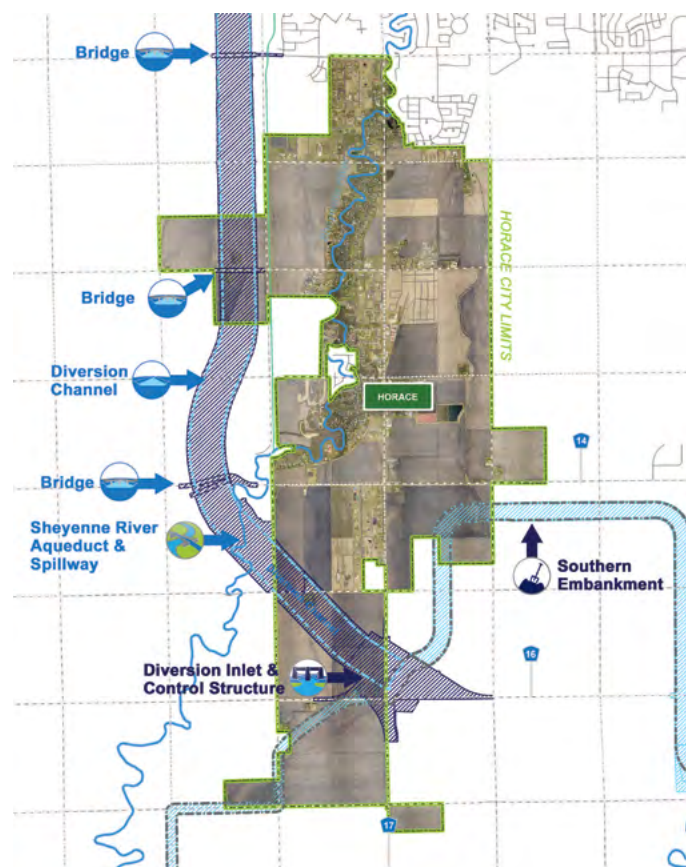 Bridge
HORACE CITY LIMITS
Bridge
Diversion
Channel
HORACE
14
Bridge
Sheyenne River
Aqueduct &
Spillway
Southern
Embankment
16
Diversion Inlet &
Control Structure
17